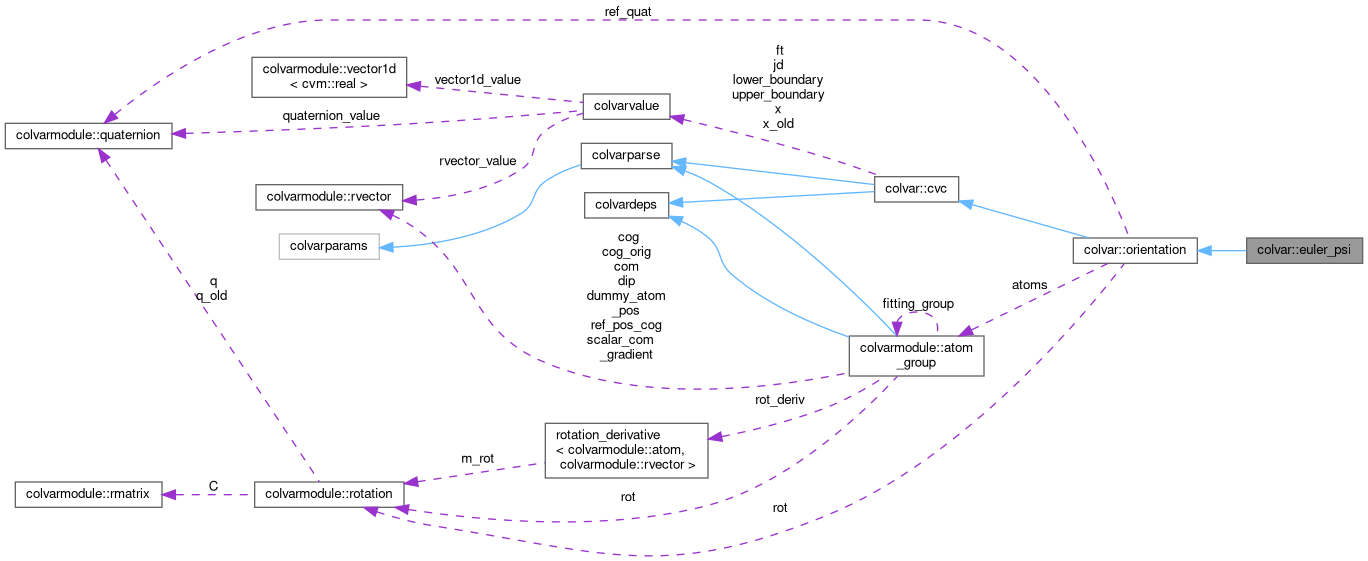 ref_quat
colvarmodule::vector1d
< cvm::real >
vector1d_value
colvarvalue
ft
jd
lower_boundary
upper_boundary
x
x_old
colvarmodule::quaternion
quaternion_value
colvarparse
rvector_value
colvar::cvc
colvarmodule::rvector
colvardeps
colvarparams
colvar::orientation
colvar::euler_psi
cog
cog_orig
com
dip
dummy_atom
_pos
ref_pos_cog
scalar_com
_gradient
q
q_old
atoms
fitting_group
colvarmodule::atom
_group
rot_deriv
rotation_derivative
< colvarmodule::atom,
colvarmodule::rvector >
m_rot
colvarmodule::rmatrix
C
colvarmodule::rotation
rot
rot